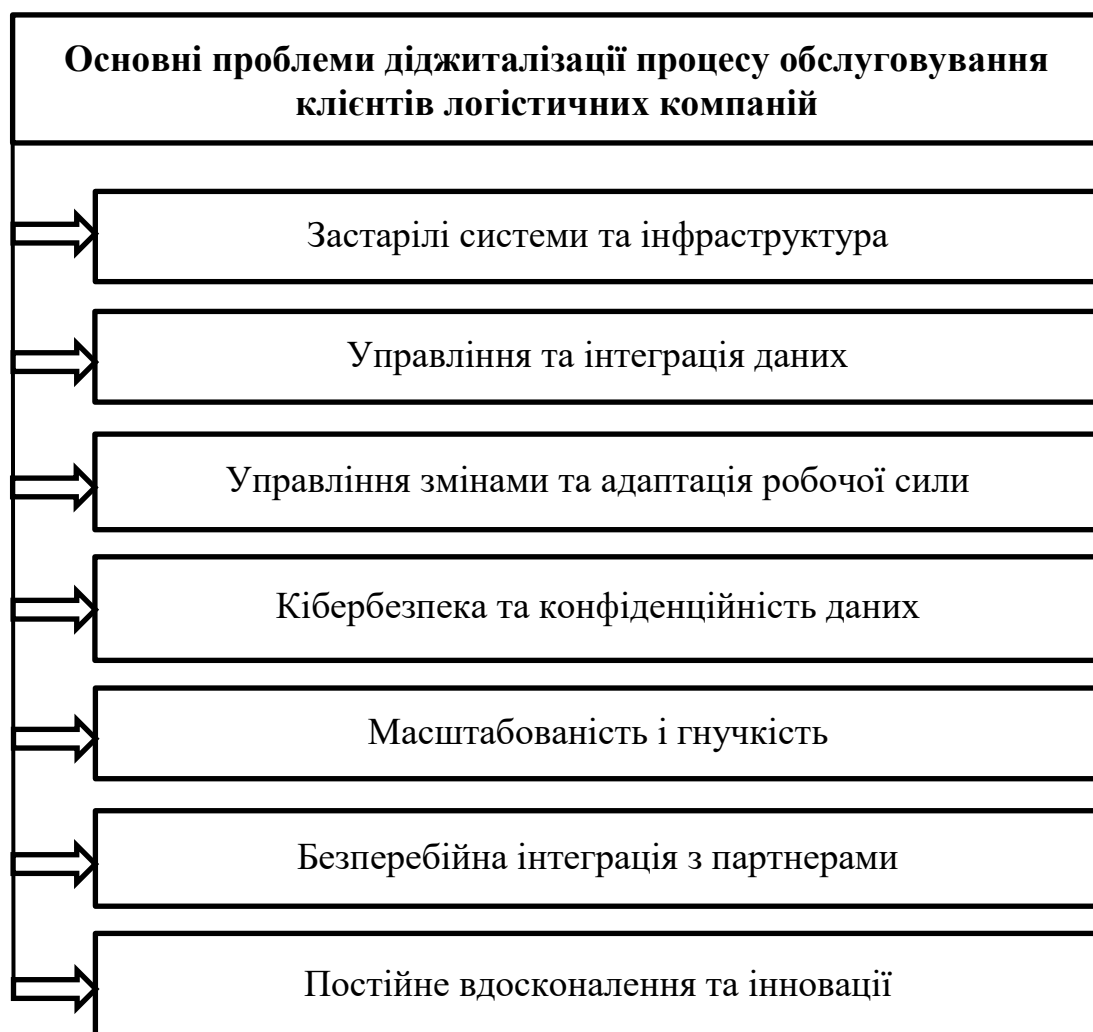 Основні проблеми діджиталізації процесу обслуговування
клієнтів логістичних компаній
Застарілі системи та інфраструктура
Управління та інтеграція даних
Управління змінами та адаптація робочої сили
Кібербезпека та конфіденційність даних
Масштабованість і гнучкість
Безперебійна інтеграція з партнерами
Постійне вдосконалення та інновації